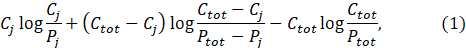 C_j log C_j/P_j + (C_tot − C_j) log (C_tot − C_j)/(P_tot − P_j) − C_tot log C_tot/P_tot, (1)